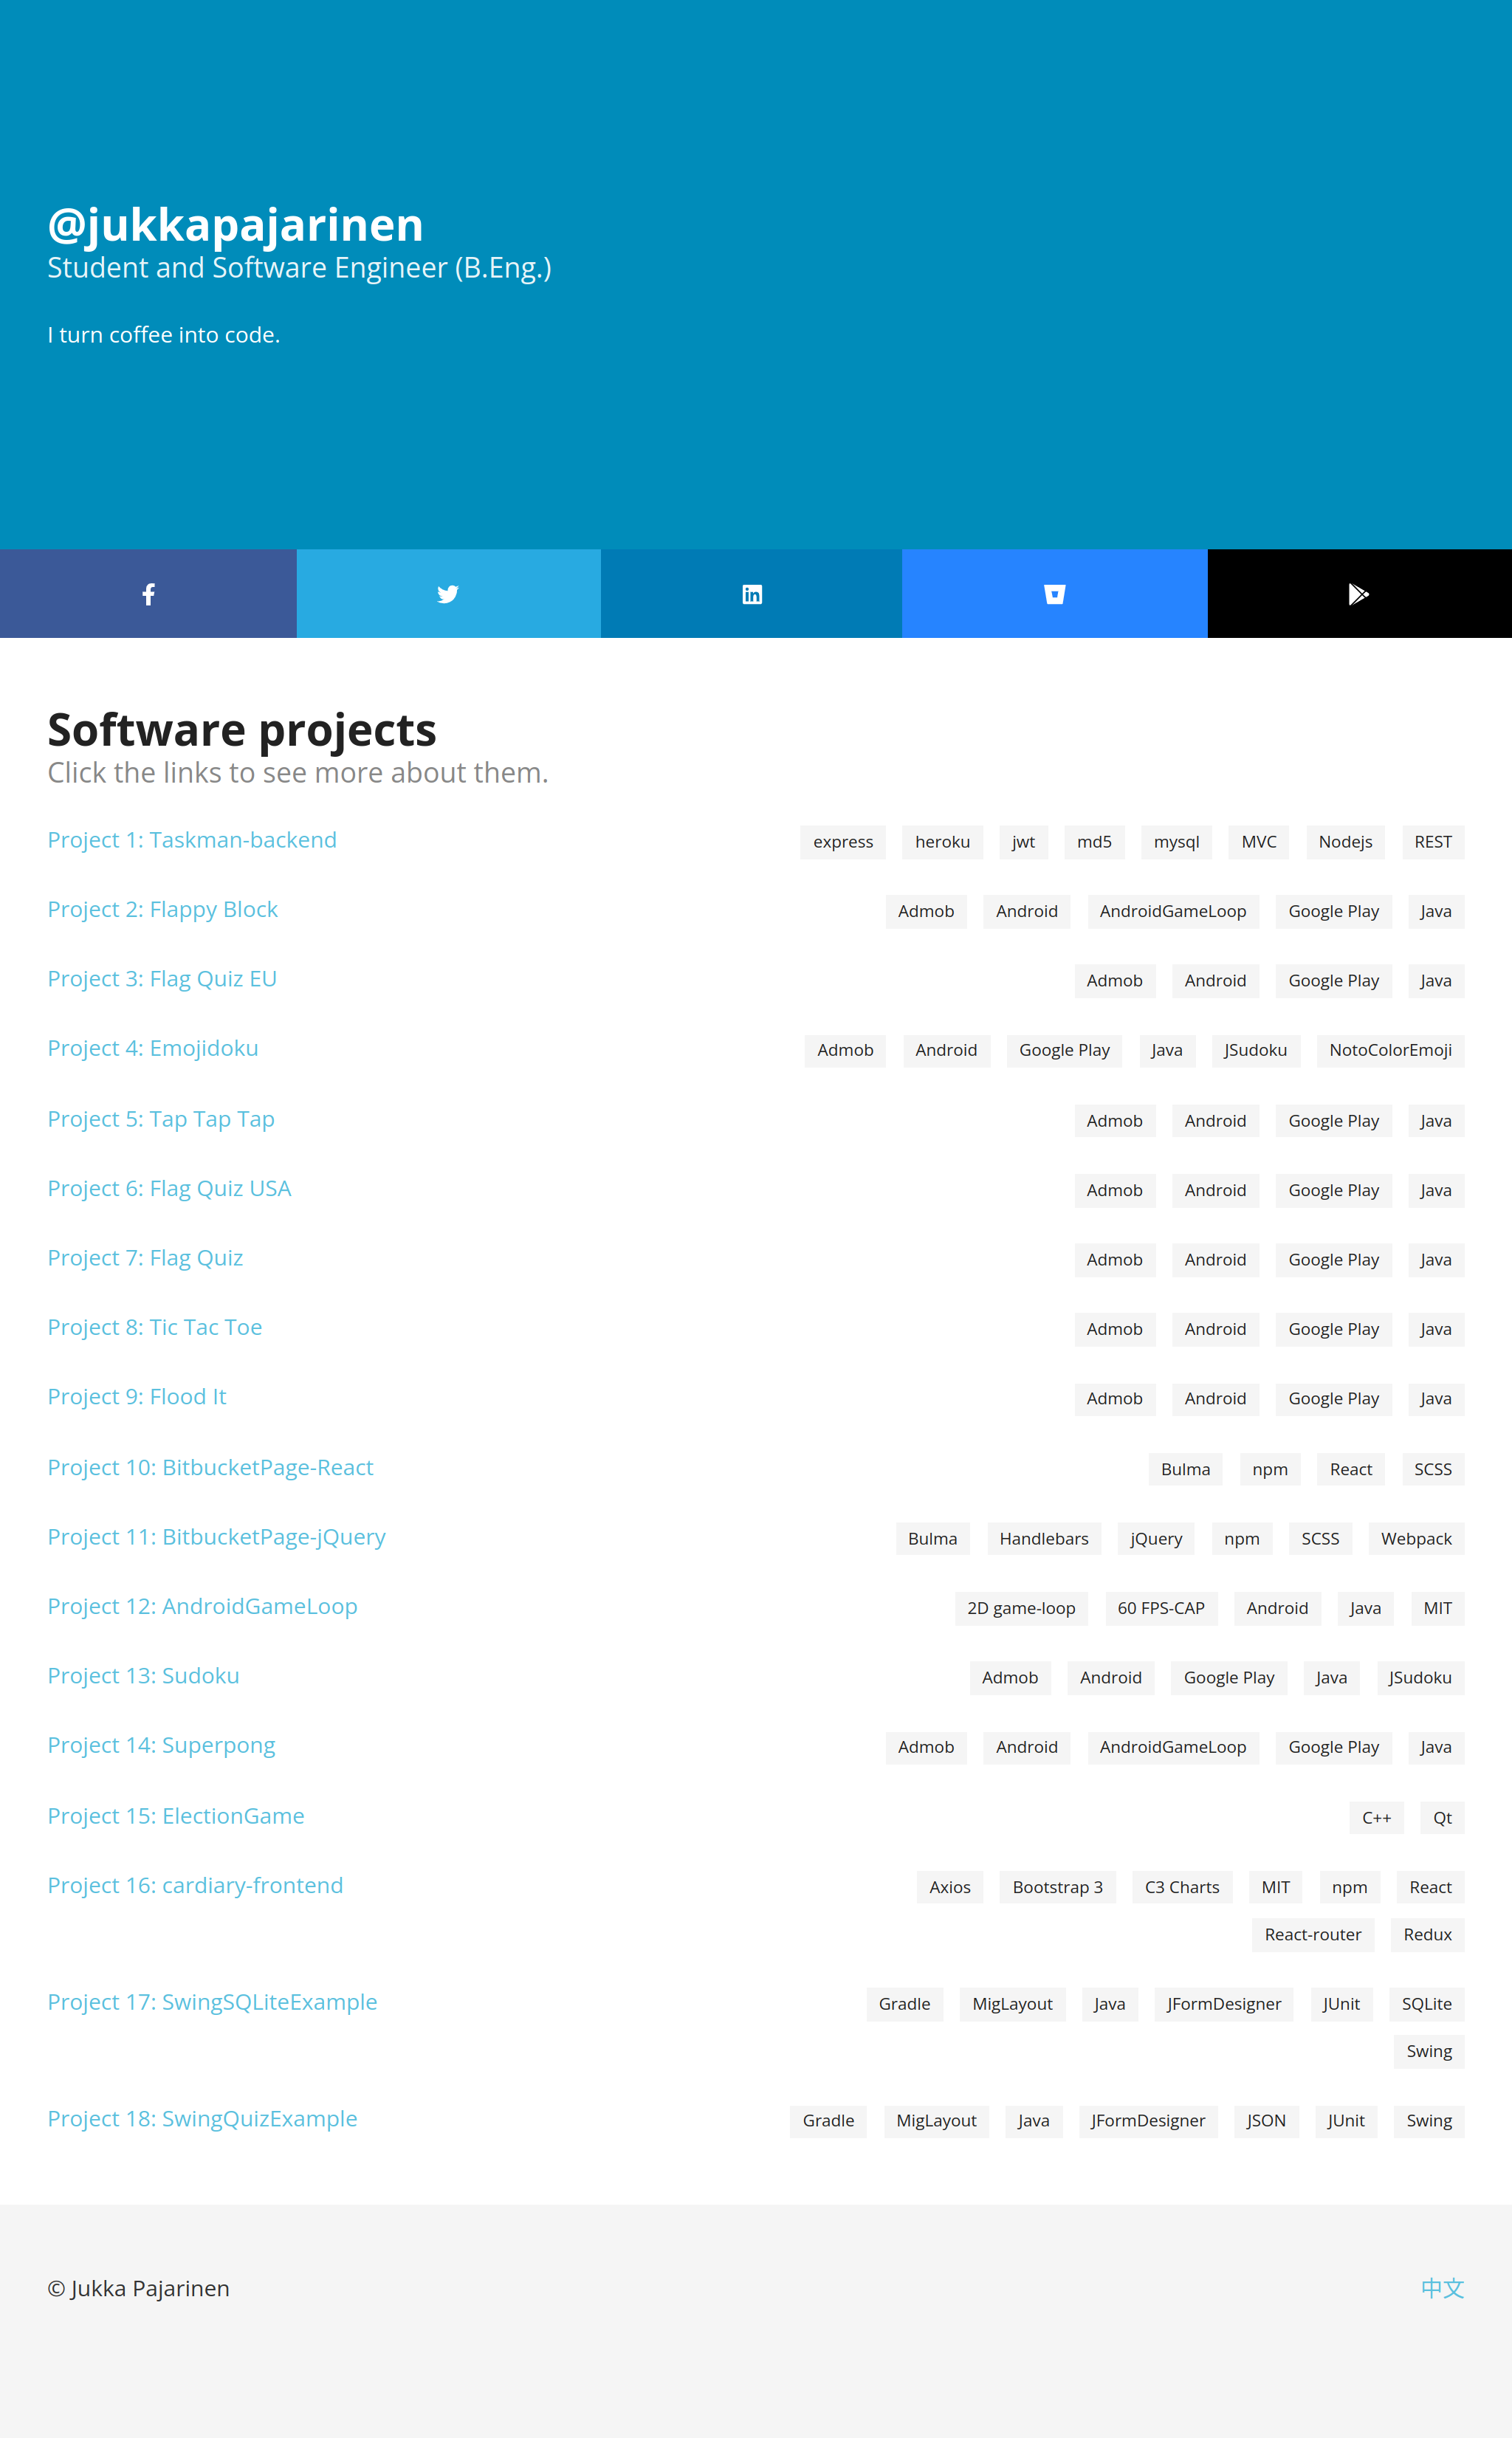 @jukkapajarinen
Student and Software Engineer (B.Eng.)
I turn coffee into code.
Software projects
Click the links to see more about them.
Project 1: Taskman-backend express heroku jwt md5 mysql MVC Nodejs REST
Project 2: Flappy Block Admob Android AndroidGameLoop Google Play Java
Project 3: Flag Quiz EU Admob Android Google Play Java
Project 4: Emojidoku Admob Android Google Play Java JSudoku NotoColorEmoji
Project 5: Tap Tap Tap Admob Android Google Play Java
Project 6: Flag Quiz USA Admob Android Google Play Java
Project 7: Flag Quiz Admob Android Google Play Java
Project 8: Tic Tac Toe Admob Android Google Play Java
Project 9: Flood It Admob Android Google Play Java
Project 10: BitbucketPage-React Bulma npm React SCSS
Project 11: BitbucketPage-jQuery Bulma Handlebars jQuery npm SCSS Webpack
Project 12: AndroidGameLoop 2D game-loop 60 FPS-CAP Android Java MIT
Project 13: Sudoku Admob Android Google Play Java JSudoku
Project 14: Superpong Admob Android AndroidGameLoop Google Play Java
Project 15: ElectionGame C++ Qt
Project 16: cardiary-frontend Axios Bootstrap 3 C3 Charts MIT npm React
React-router Redux
Project 17: SwingSQLiteExample Gradle MigLayout Java JFormDesigner JUnit SQLite
Swing
Project 18: SwingQuizExample Gradle MigLayout Java JFormDesigner JSON JUnit Swing
© Jukka Pajarinen 中文